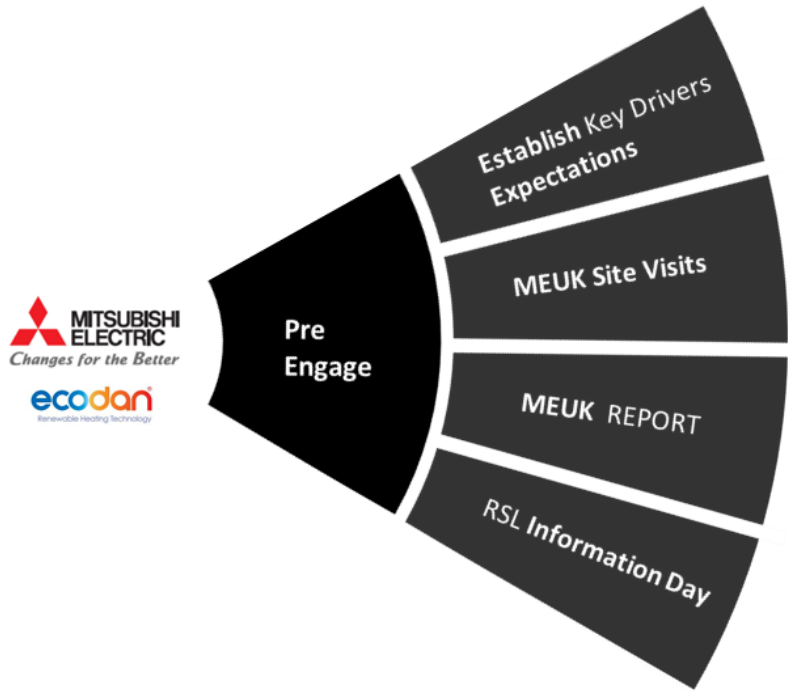 MITSUBISHI
ELECTRIC
Changes for the Better
ecodan®
Renewable Heating Technology
Pre
Engage
Establish Key Drivers
Expectations
MEUK Site Visits
MEUK REPORT
RSL Information Day